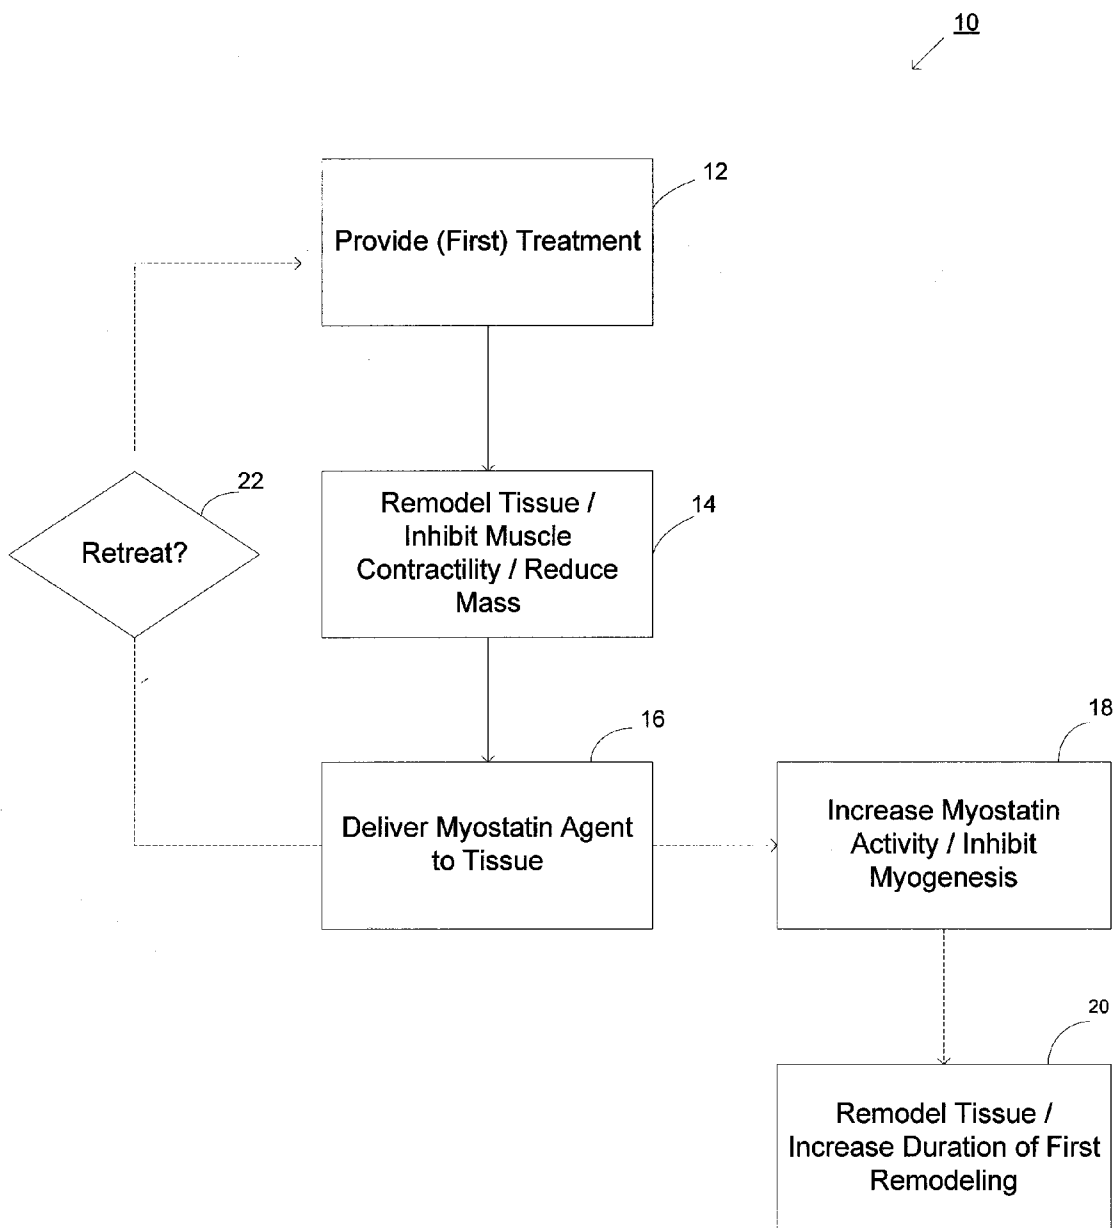 10
12
Provide (First) Treatment
22
Retreat?
14
Remodel Tissue /
Inhibit Muscle
Contractility / Reduce
Mass
16
Deliver Myostatin Agent
to Tissue
18
Increase Myostatin
Activity / Inhibit
Myogenesis
20
Remodel Tissue /
Increase Duration of First
Remodeling